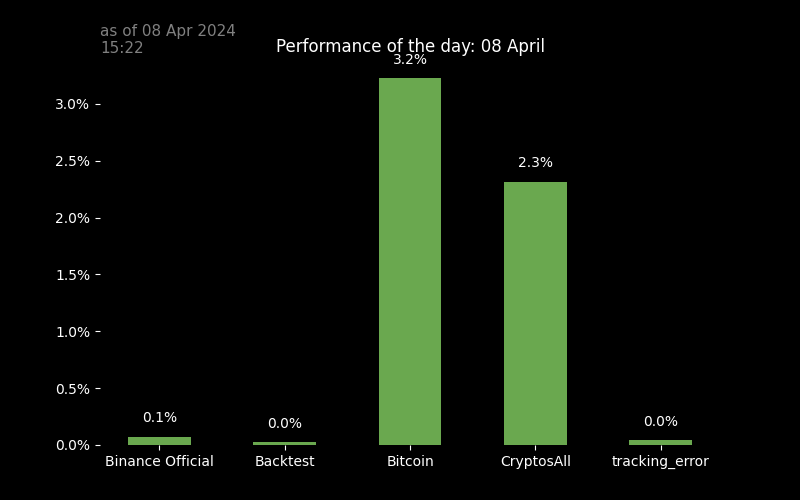 as of 08 Apr 2024
15:22
Performance of the day: 08 April
3.2%
3.0%
2.5%
2.3%
2.0%
1.5%
1.0%
0.5%
0.1%
0.0%
0.0%
0.0%
Binance Official
Backtest
Bitcoin
CryptosAll
tracking_error